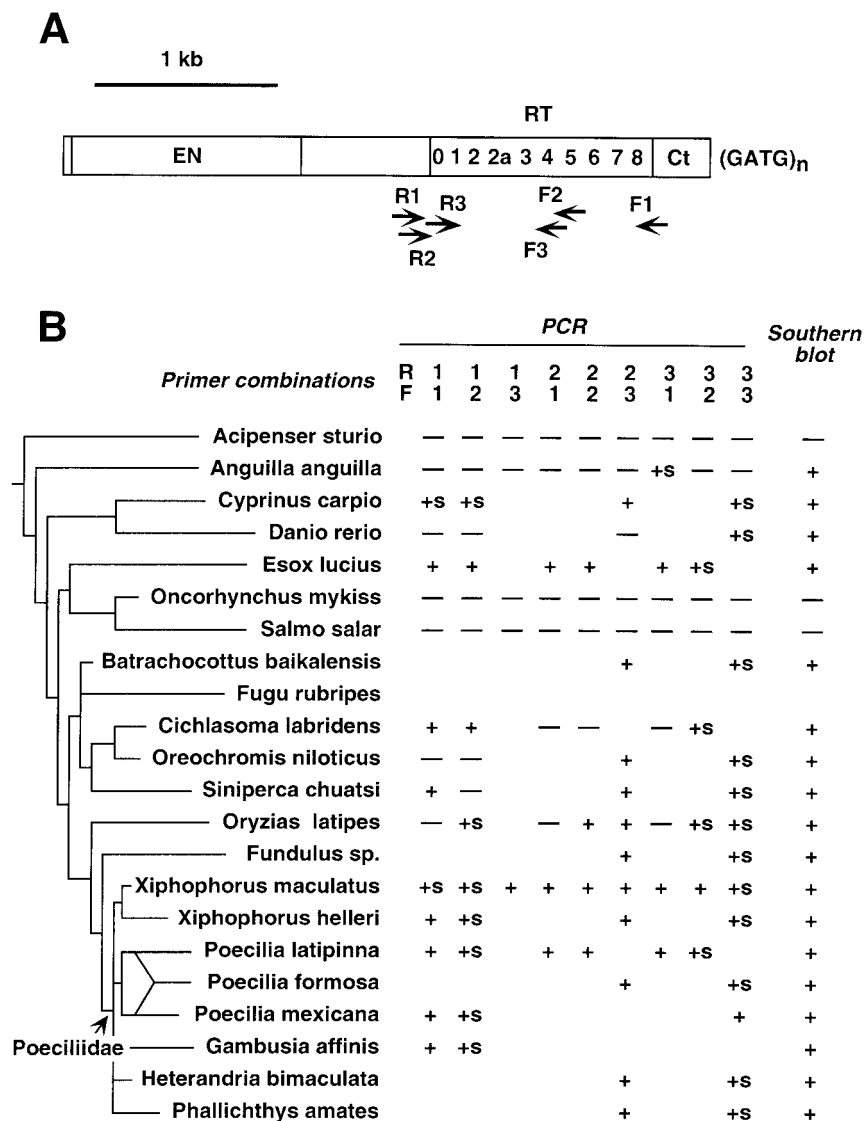 A
1 kb
RT
EN 0 1 2 2a 3 4 5 6 7 8 Ct (GATG)n
R1 R3 F2 F1
R2 F3
B
PCR Southern blot
Primer combinations R 1 1 1 2 2 2 3 3 3
F 1 2 3 1 2 3 1 2 3
Acipenser sturio — — — — — — — — — —
Anguilla anguilla — — — — — — +s — — +
Cyprinus carpio +s +s + +s +
Danio rerio — — — +s +
Esox lucius + + + + + +s +
Oncorhynchus mykiss — — — — — — — — — —
Salmo salar — — — — — — — — — —
Batrachocottus baikalensis + +s +
Fugu rubripes
Cichlasoma labridens + + — — — +s +
Oreochromis niloticus — — + +s +
Siniperca chuatsi + — + +s +
Oryzias latipes — +s — + + — +s +s +
Fundulus sp. + +s +
Xiphophorus maculatus +s +s + + + + + + +s +
Xiphophorus helleri + +s + +s +
Poecilia latipinna + +s + + + +s +
Poecilia formosa + +s +
Poecilia mexicana + +s + +
Poeciliidae Gambusia affinis + +s +
Heterandria bimaculata + +s +
Phallichthys amates + +s +